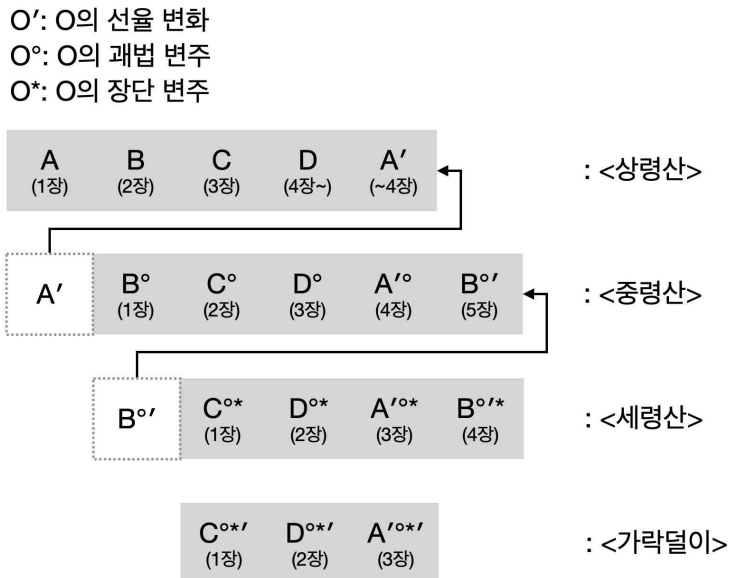 O′: O의 선율 변화
O°: O의 괘법 변주
O*: O의 장단 변주
A B C D A′ : <상령산>
(1장) (2장) (3장) (4장~) (~4장)
A′ B° C° D° A′° B°′ : <중령산>
(1장) (2장) (3장) (4장) (5장)
B°′ C°* D°* A′°* B°′* : <세령산>
(1장) (2장) (3장) (4장)
C°*′ D°*′ A′°*′ : <가락덜이>
(1장) (2장) (3장)